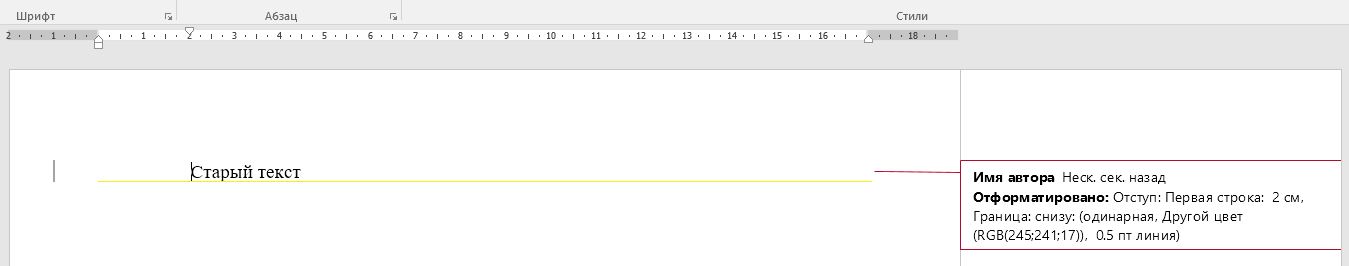 Шрифт Абзац Стили
2 1 1 2 3 4 5 6 7 8 9 10 11 12 13 14 15 16 18
Старый текст
Имя автора Неск. сек. назад
Отформатировано: Отступ: Первая строка: 2 см,
Граница: снизу: (одинарная, Другой цвет
(RGB(245;241;17)), 0.5 пт линия)